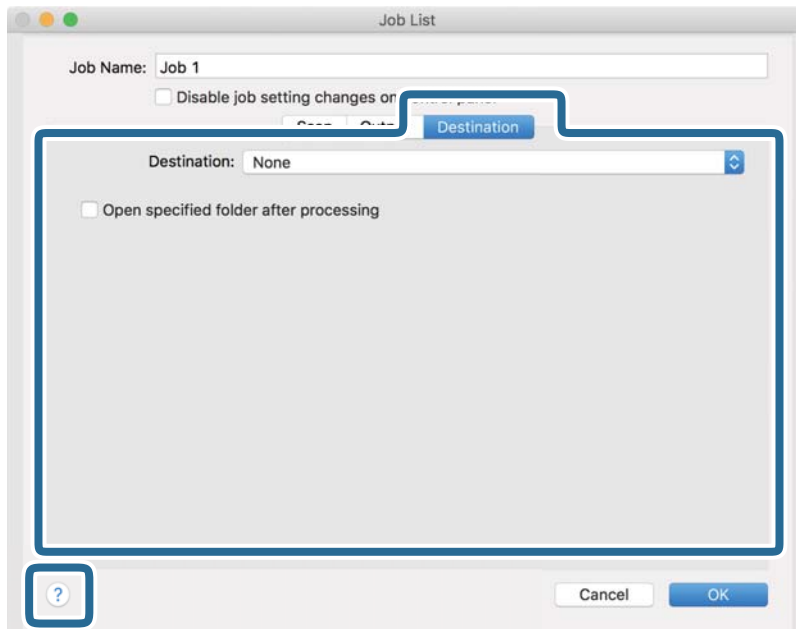 Job List
Job Name: Job 1
Disable job setting changes on
Destination
Destination: None
Open specified folder after processing
? Cancel OK